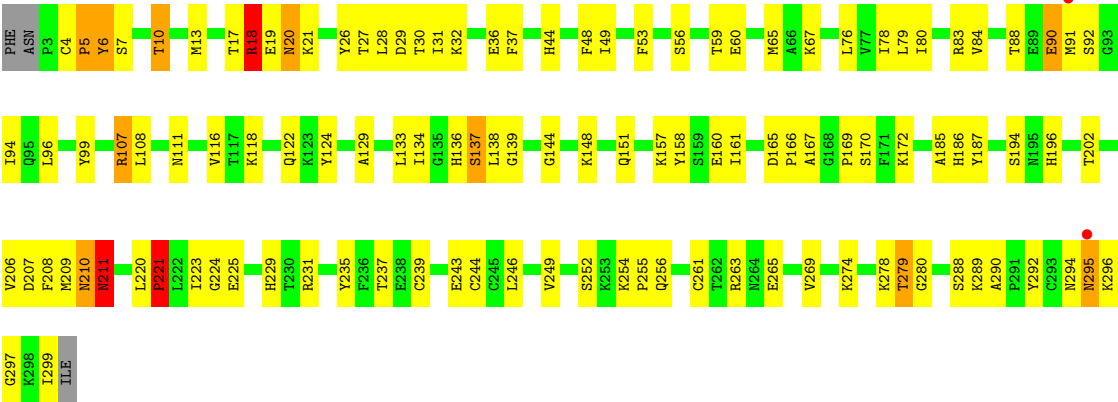 PHE ASN P3 C4 P5 Y6 S7 T10 M13 T17 R18 E19 N20 K21 Y26 T27 L28 D29 T30 I31 K32 E36 F37 H44 F48 I49 F53 S56 T59 E60 M65 A66 K67 L76 V77 I78 L79 I80 R83 V84 T88 E89 E90 M91 S92 G93
I94 Q95 L96 Y99 R107 L108 N111 V116 T117 K118 Q122 K123 Y124 A129 L133 I134 G135 H136 S137 L138 G139 G144 K148 Q151 K157 Y158 S159 E160 I161 D165 P166 A167 G168 P169 S170 F171 K172 A185 H186 Y187 S194 N195 H196 T202
V206 D207 F208 M209 N210 N211 L220 P221 L222 I223 G224 E225 H229 T230 R231 Y235 F236 T237 E238 C239 E243 C244 C245 L246 V249 S252 K253 K254 P255 Q256 C261 T262 R263 N264 E265 V269 K274 K278 T279 G280 S288 K289 A290 P291 Y292 C293 N294 N295 K296
G297 K298 I299 ILE